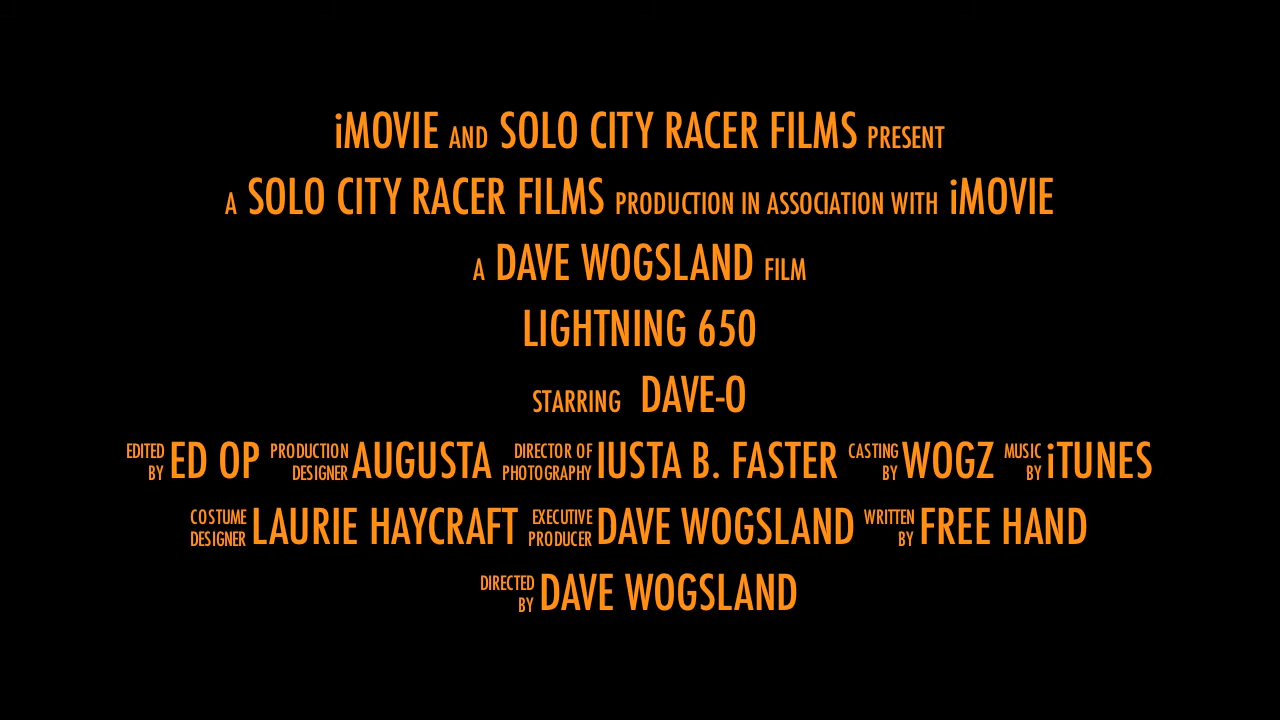 iMOVIE AND SOLO CITY RACER FILMS PRESENT
A SOLO CITY RACER FILMS PRODUCTION IN ASSOCIATION WITH iMOVIE
A DAVE WOGSLAND FILM
LIGHTNING 650
STARRING DAVE-O
EDITED BY ED OP PRODUCTION DESIGNER AUGUSTA DIRECTOR OF PHOTOGRAPHY IUSTA B. FASTER CASTING BY WOGZ MUSIC BY iTUNES
COSTUME DESIGNER LAURIE HAYCRAFT EXECUTIVE PRODUCER DAVE WOGSLAND WRITTEN BY FREE HAND
DIRECTED BY DAVE WOGSLAND